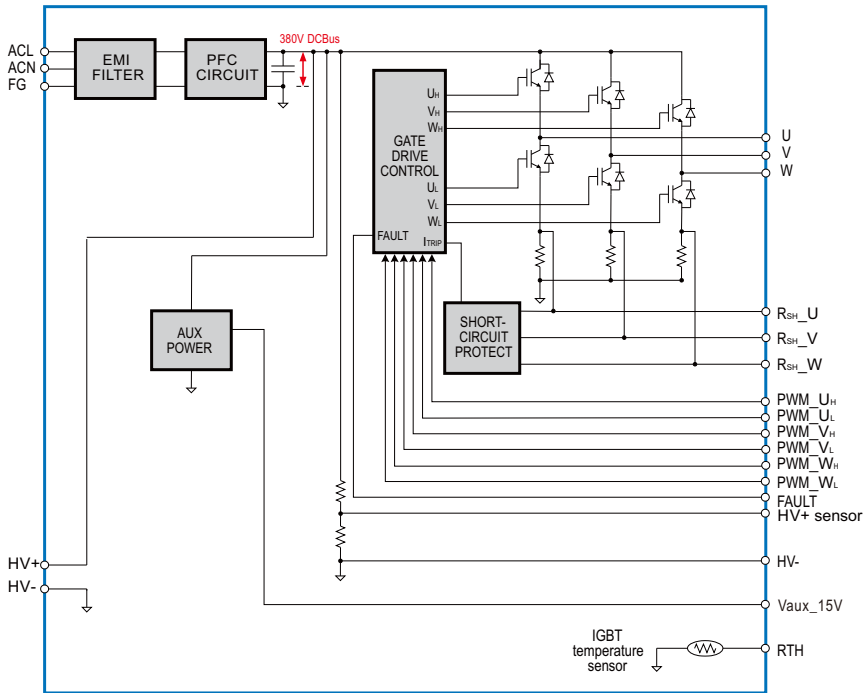 ACL
ACN
FG
EMI
FILTER
PFC
CIRCUIT
380V DCBus
UH
VH
WH
GATE
DRIVE
CONTROL
UL
VL
WL
FAULT
ITRIP
U
V
W
AUX
POWER
SHORT-
CIRCUIT
PROTECT
RSH_U
RSH_V
RSH_W
PWM_UH
PWM_UL
PWM_VH
PWM_VL
PWM_WH
PWM_WL
FAULT
HV+ sensor
HV+
HV-
HV-
Vaux_15V
IGBT
temperature
sensor
RTH